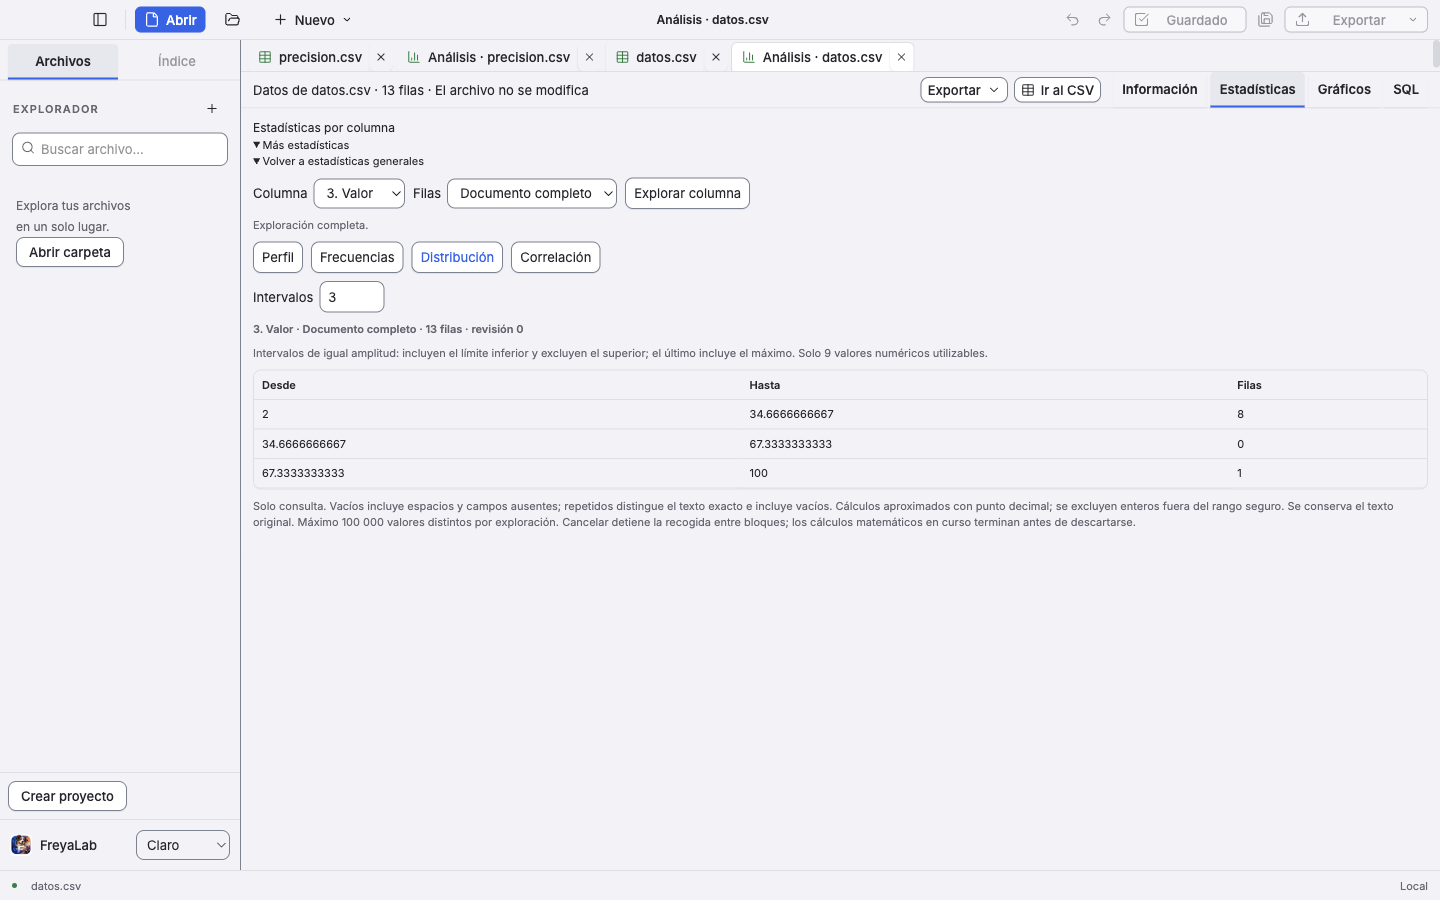 Abrir
Nuevo
Análisis · datos.csv
Guardado
Exportar
Archivos
Índice
precision.csv
Análisis · precision.csv
datos.csv
Análisis · datos.csv
EXPLORADOR
Buscar archivo...
Explora tus archivos
en un solo lugar.
Abrir carpeta
Datos de datos.csv · 13 filas · El archivo no se modifica
Exportar
Ir al CSV
Información
Estadísticas
Gráficos
SQL
Estadísticas por columna
Más estadísticas
Volver a estadísticas generales
Columna 3. Valor Filas Documento completo Explorar columna
Exploración completa.
Perfil Frecuencias Distribución Correlación
Intervalos 3
3. Valor · Documento completo · 13 filas · revisión 0
Intervalos de igual amplitud: incluyen el límite inferior y excluyen el superior; el último incluye el máximo. Solo 9 valores numéricos utilizables.
Desde Hasta Filas
2 34.6666666667 8
34.6666666667 67.3333333333 0
67.3333333333 100 1
Solo consulta. Vacíos incluye espacios y campos ausentes; repetidos distingue el texto exacto e incluye vacíos. Cálculos aproximados con punto decimal; se excluyen enteros fuera del rango seguro. Se conserva el texto
original. Máximo 100 000 valores distintos por exploración. Cancelar detiene la recogida entre bloques; los cálculos matemáticos en curso terminan antes de descartarse.
Crear proyecto
FreyaLab
Claro
datos.csv
Local